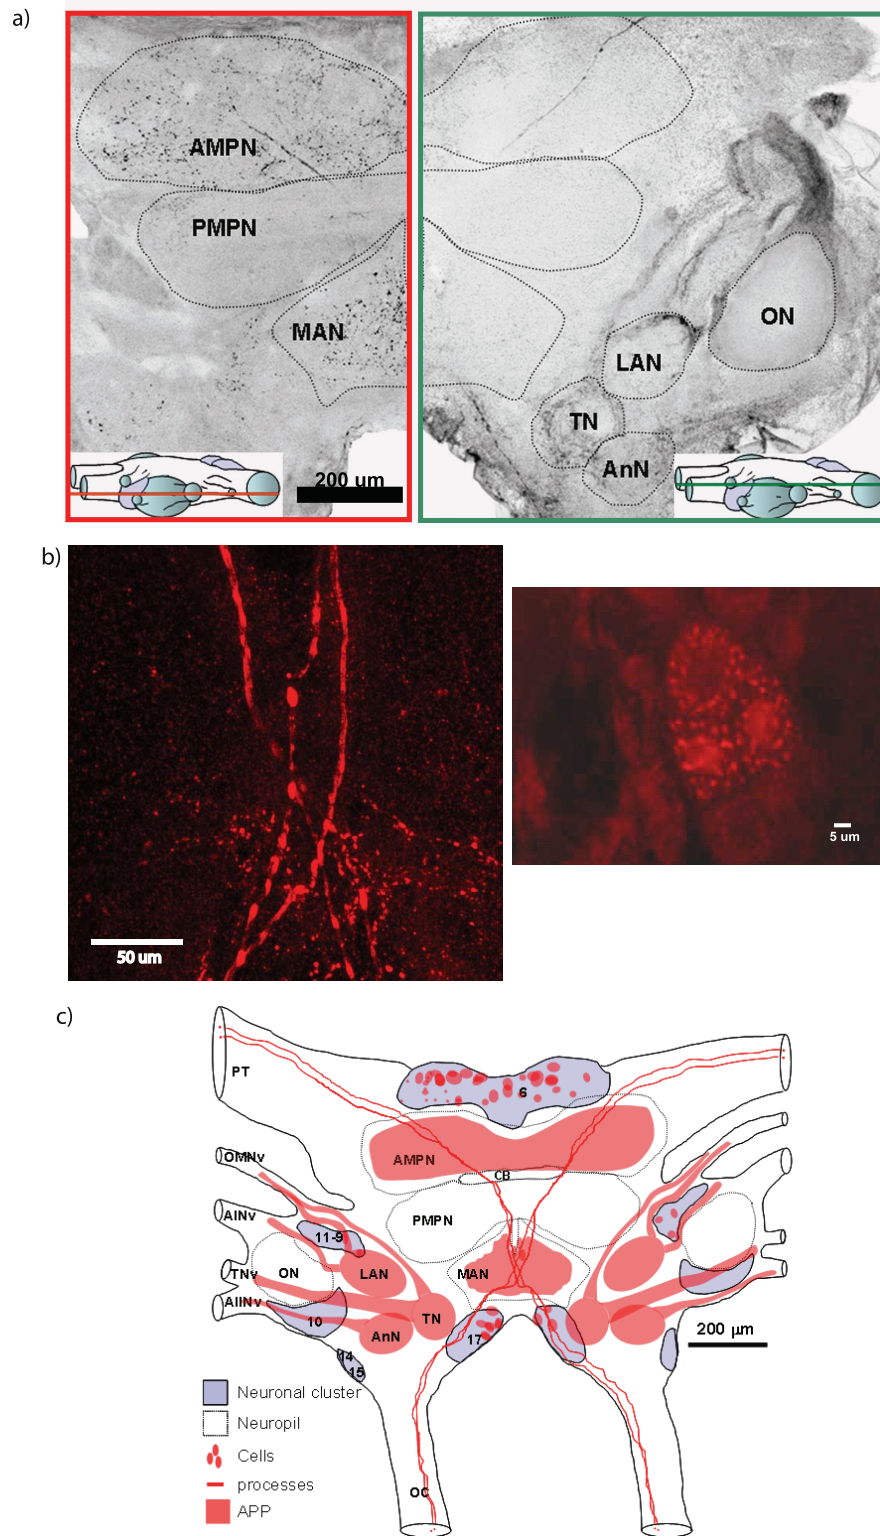 a)
AMPN
PMPN
MAN
200 um
ON
LAN
TN
AnN
b)
50 um
5 um
c)
PT
6
OMNv
AMPN
CB
AINv
PMPN
11-9
ON
LAN
MAN
TNv
AIINv
10
TN
AnN
17
200 µm
14
15
Neuronal cluster
Neuropil
Cells
processes
APP
OC